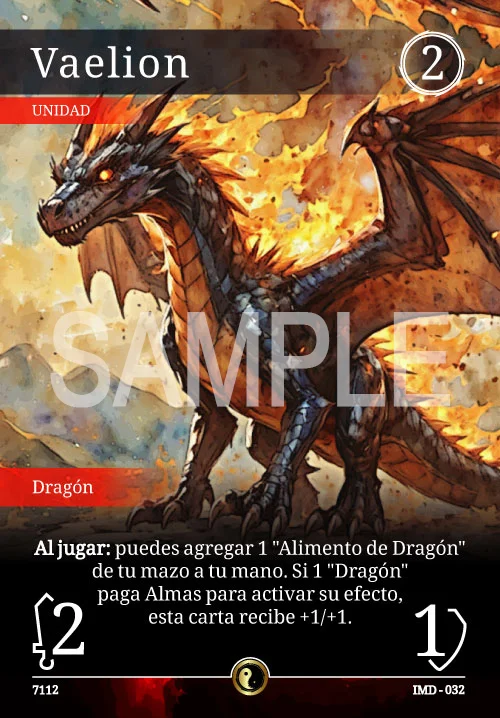 Vaelion
2
UNIDAD
SAMPLE
Dragón
Al jugar: puedes agregar 1 "Alimento de Dragón"
de tu mazo a tu mano. Si 1 "Dragón"
paga Almas para activar su efecto,
esta carta recibe +1/+1.
2
1
7112
IMD - 032